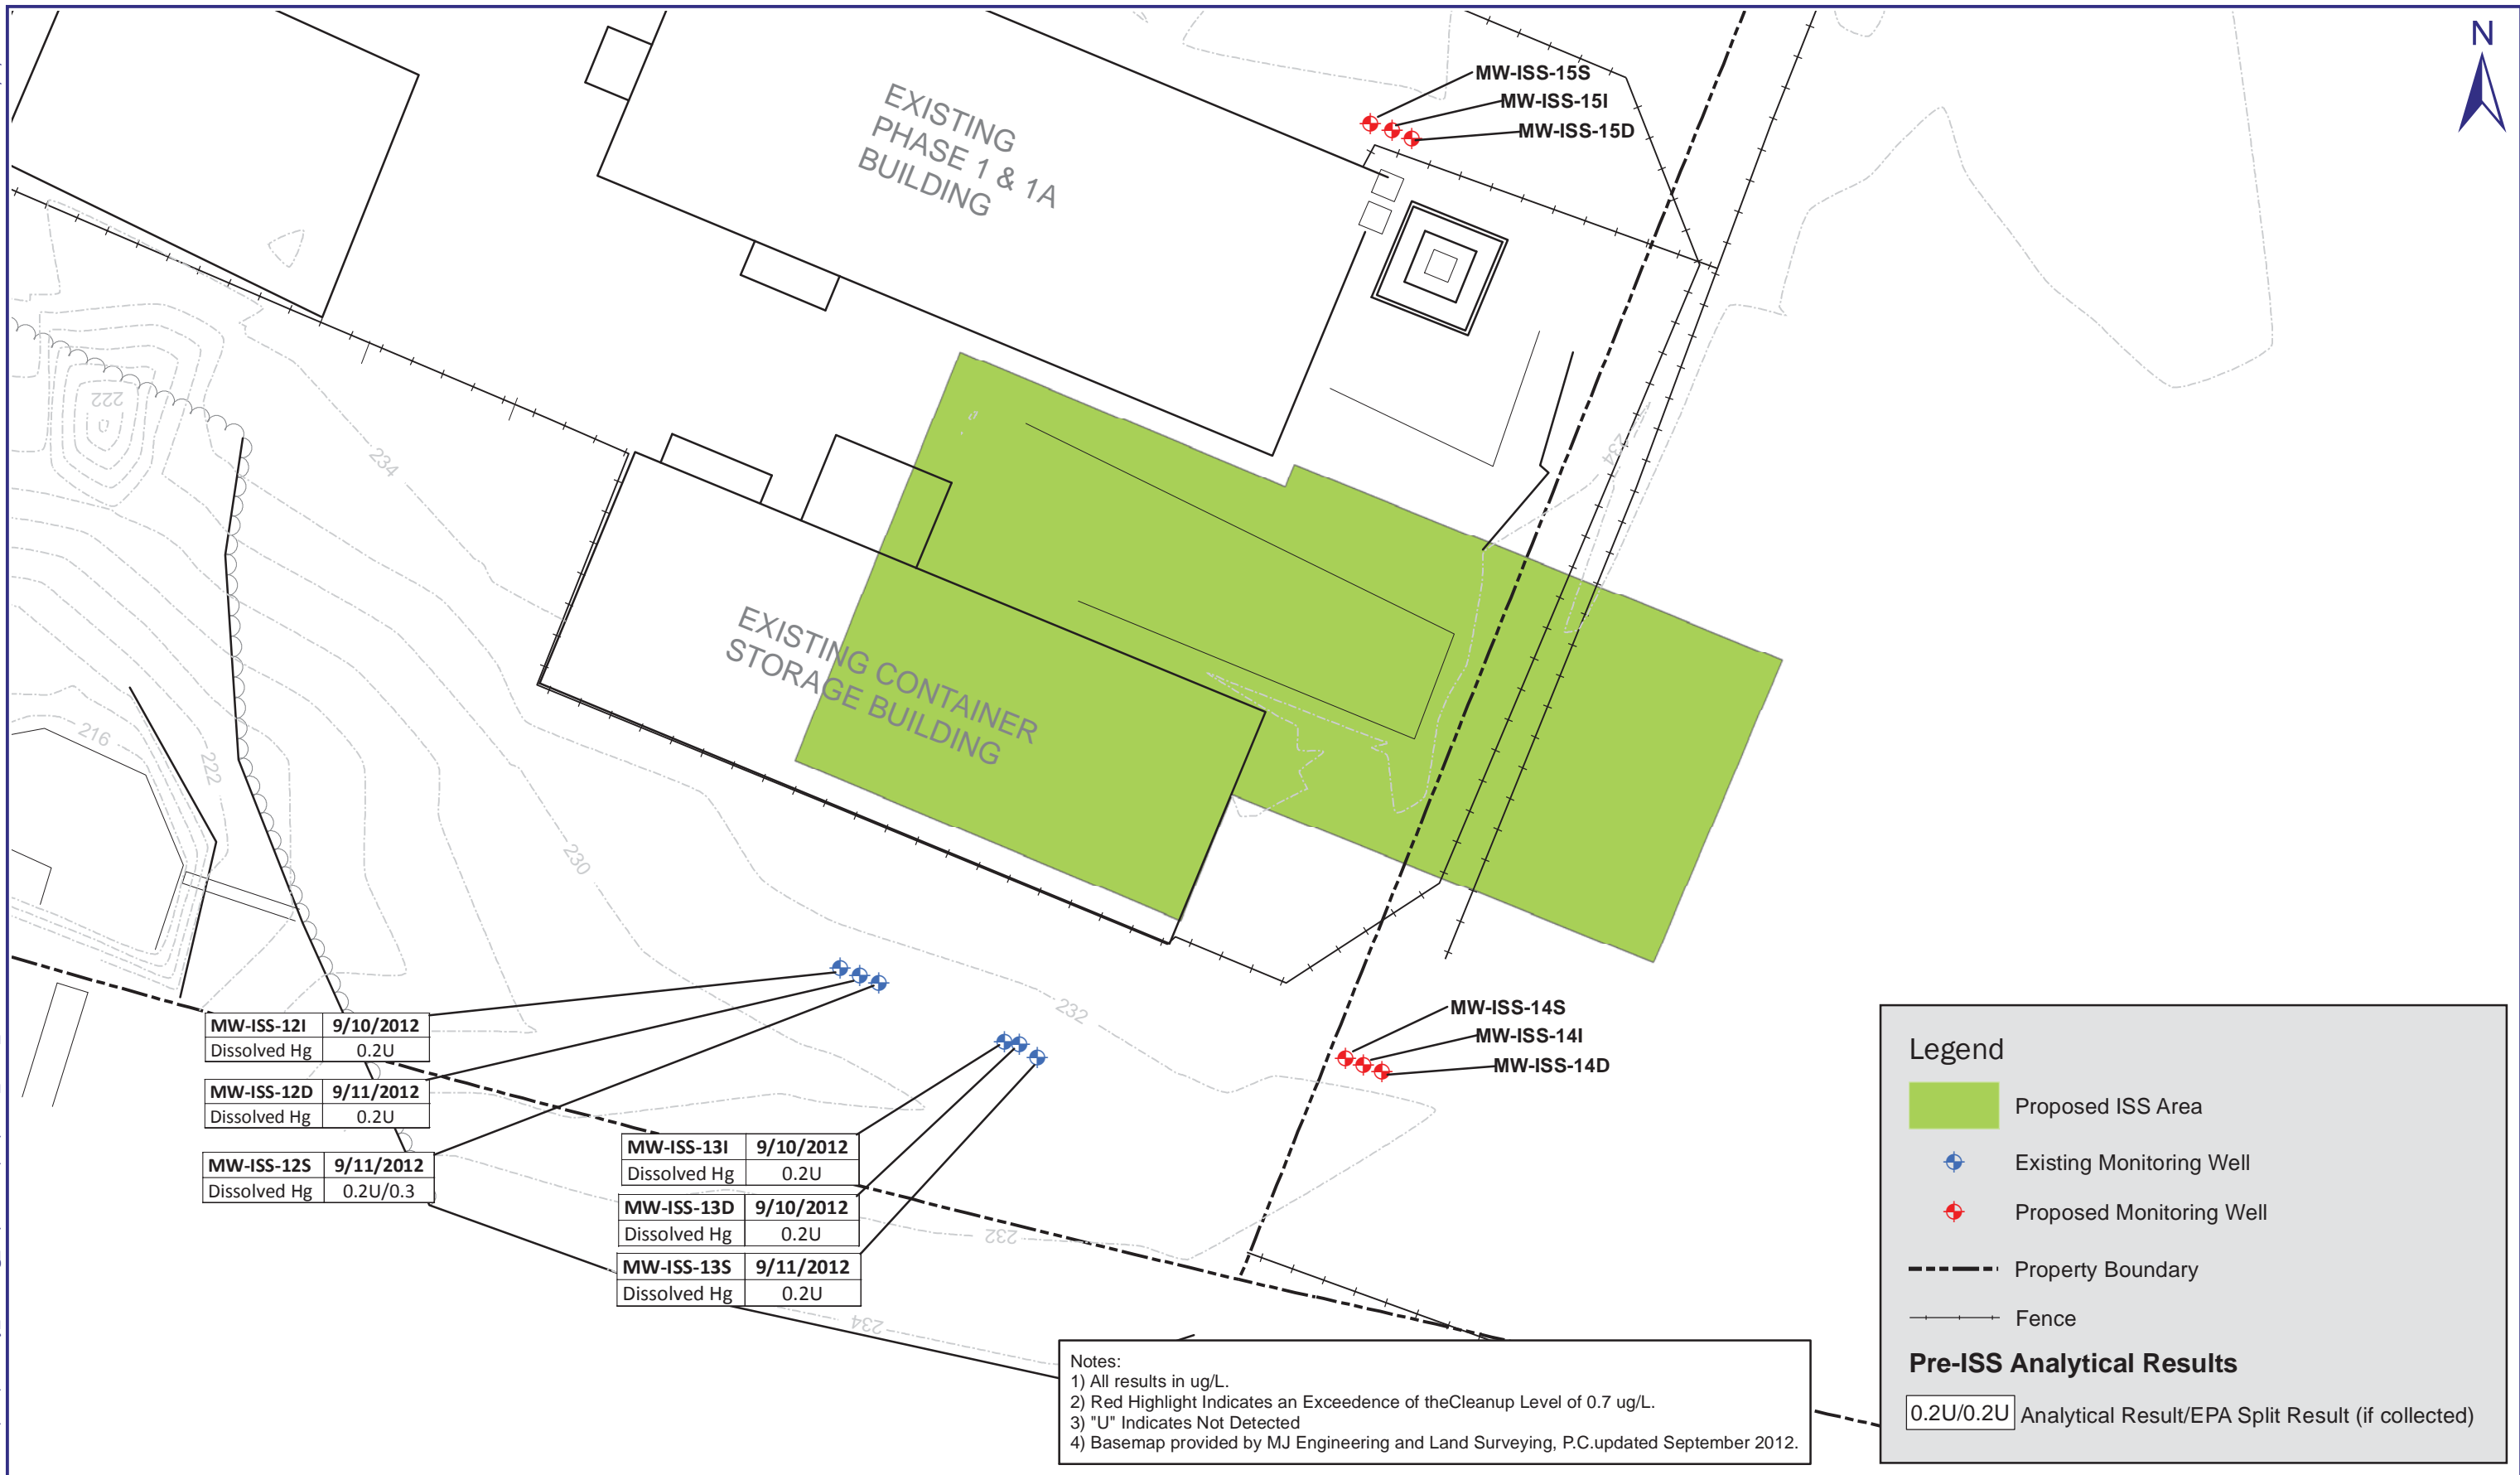 N
MW-ISS-15S
MW-ISS-15I
MW-ISS-15D
EXISTING
PHASE 1 & 1A
BUILDING
222
234
234
EXISTING CONTAINER
STORAGE BUILDING
216
222
230
232
MW-ISS-14S
MW-ISS-14I
MW-ISS-14D
MW-ISS-12I 9/10/2012
Dissolved Hg 0.2U
MW-ISS-12D 9/11/2012
Dissolved Hg 0.2U
MW-ISS-12S 9/11/2012
Dissolved Hg 0.2U/0.3
MW-ISS-13I 9/10/2012
Dissolved Hg 0.2U
MW-ISS-13D 9/10/2012
Dissolved Hg 0.2U
MW-ISS-13S 9/11/2012
Dissolved Hg 0.2U
232
234
Notes:
1) All results in ug/L.
2) Red Highlight Indicates an Exceedence of theCleanup Level of 0.7 ug/L.
3) "U" Indicates Not Detected
4) Basemap provided by MJ Engineering and Land Surveying, P.C.updated September 2012.
Legend
Proposed ISS Area
Existing Monitoring Well
Proposed Monitoring Well
Property Boundary
Fence
Pre-ISS Analytical Results
0.2U/0.2U Analytical Result/EPA Split Result (if collected)